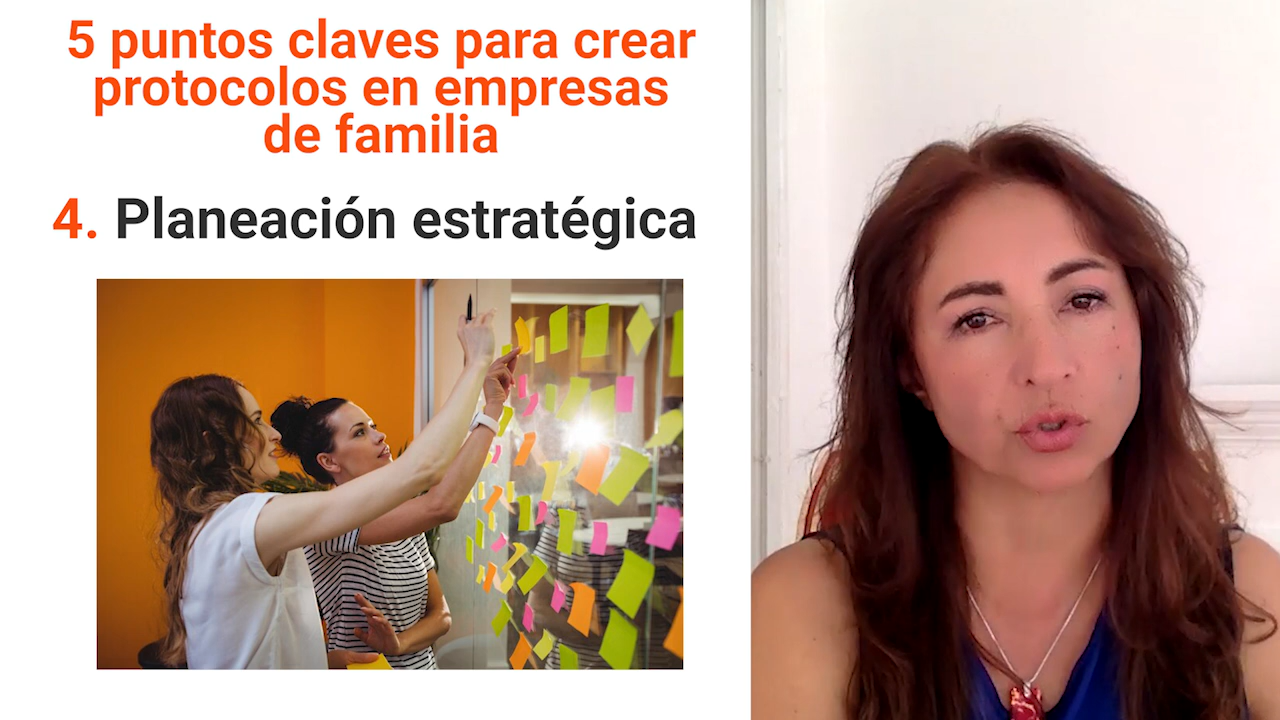 5 puntos claves para crear
protocolos en empresas
de familia
4. Planeación estratégica